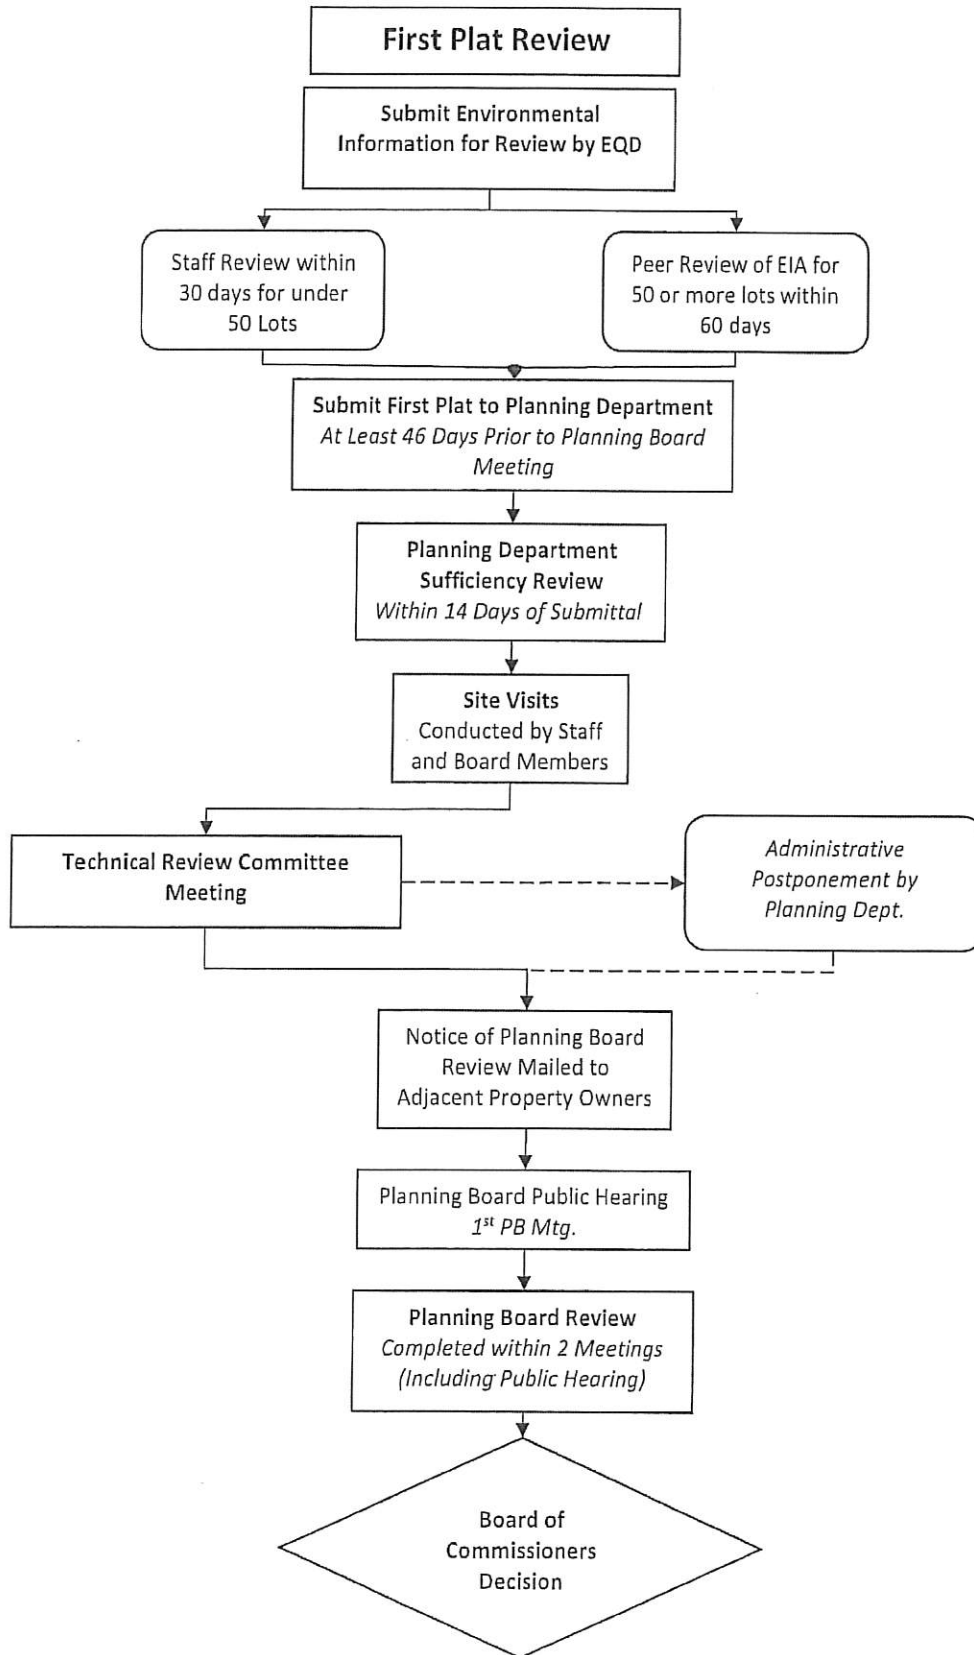 First Plat Review
Submit Environmental
Information for Review by EQD
Staff Review within
30 days for under
50 Lots
Peer Review of EIA for
50 or more lots within
60 days
Submit First Plat to Planning Department
At Least 46 Days Prior to Planning Board
Meeting
Planning Department
Sufficiency Review
Within 14 Days of Submittal
Site Visits
Conducted by Staff
and Board Members
Technical Review Committee
Meeting
Administrative
Postponement by
Planning Dept.
Notice of Planning Board
Review Mailed to
Adjacent Property Owners
Planning Board Public Hearing
1st PB Mtg.
Planning Board Review
Completed within 2 Meetings
(Including Public Hearing)
Board of
Commissioners
Decision